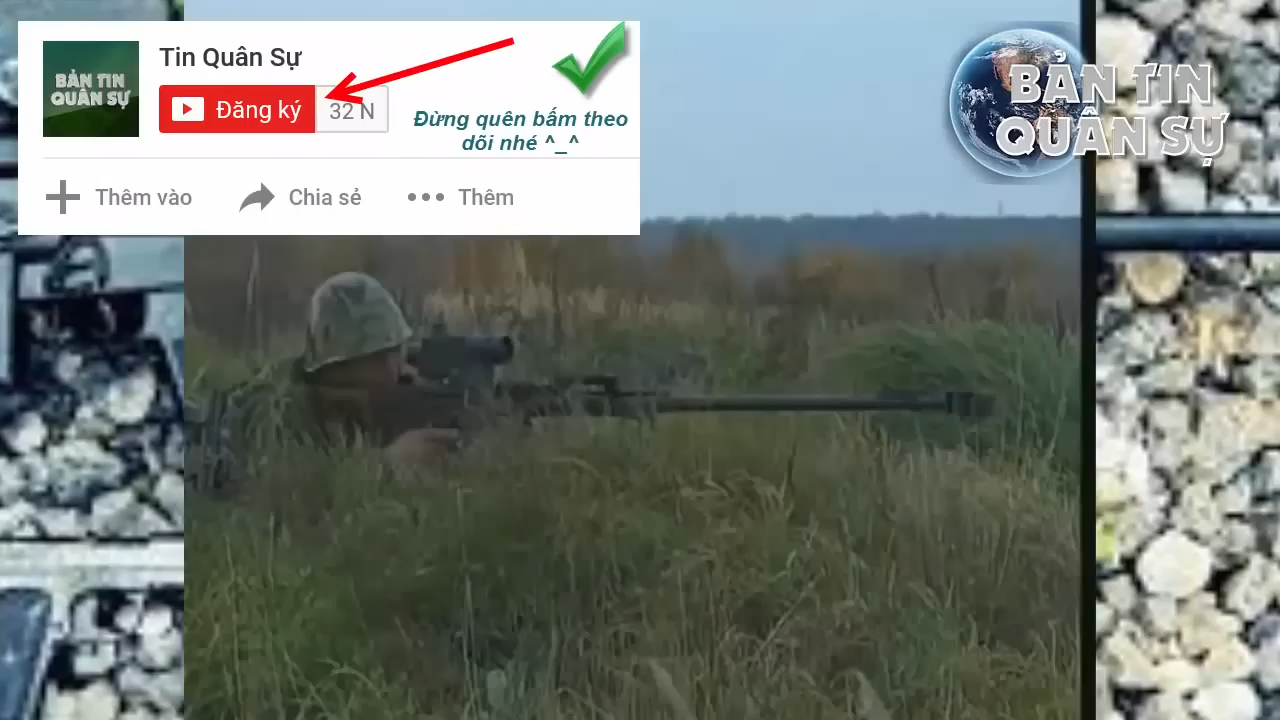 Tin Quân Sự
BẢN TIN
QUÂN SỰ
Đăng ký
32 N
Đừng quên bấm theo
dõi nhé ^_^
Thêm vào
Chia sẻ
Thêm
BẢN TIN
QUÂN SỰ